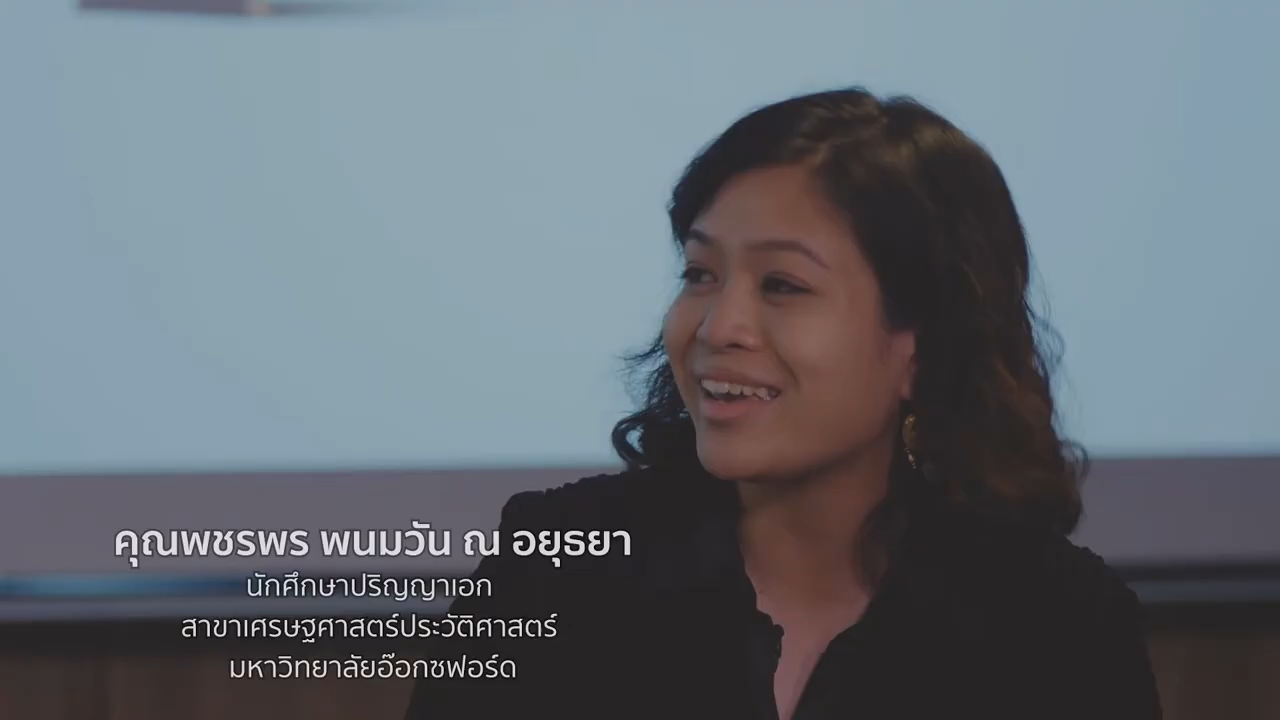 คุณพชรพร พนมวัน ณ อยุธยา
นักศึกษาปริญญาเอก
สาขาเศรษฐศาสตร์ประวัติศาสตร์
มหาวิทยาลัยอ๊อกซฟอร์ด